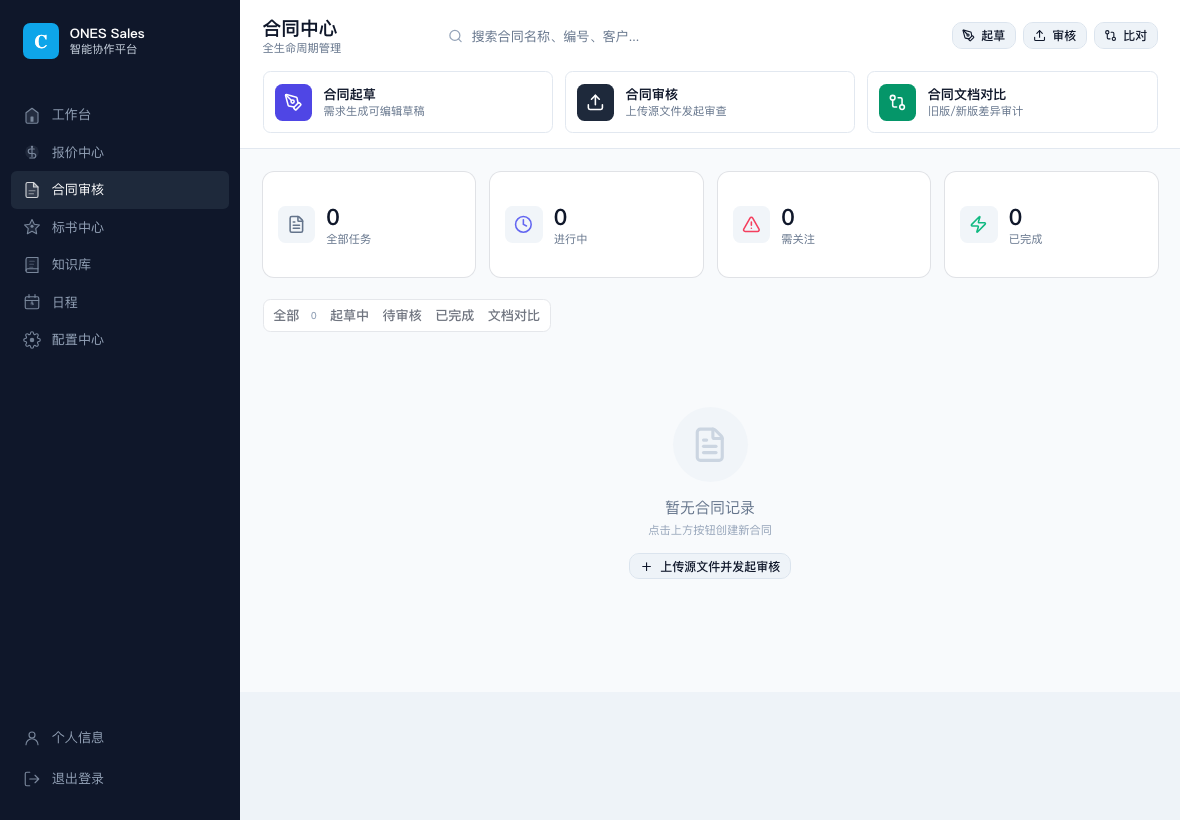 C
ONES Sales
智能协作平台
工作台
报价中心
合同审核
标书中心
知识库
日程
配置中心
个人信息
退出登录
合同中心
全生命周期管理
搜索合同名称、编号、客户...
起草
审核
比对
合同起草
需求生成可编辑草稿
合同审核
上传源文件发起审查
合同文档对比
旧版/新版差异审计
0
全部任务
0
进行中
0
需关注
0
已完成
全部 0 起草中 待审核 已完成 文档对比
暂无合同记录
点击上方按钮创建新合同
上传源文件并发起审核